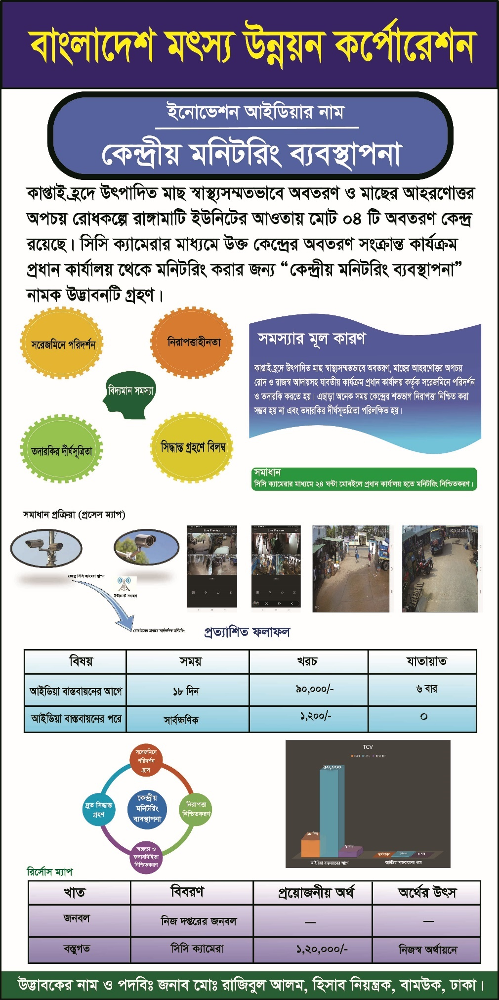 বাংলাদেশ মৎস্য উন্নয়ন কর্পোরেশন
ইনোভেশন আইডিয়ার নাম
কেন্দ্রীয় মনিটরিং ব্যবস্থাপনা
কাপ্তাই হ্রদে উৎপাদিত মাছ স্বাস্থ্যসম্মতভাবে অবতরণ ও মাছের আহরণোত্তর
অপচয় রোধকল্পে রাঙ্গামাটি ইউনিটের আওতায় মোট ০৪ টি অবতরণ কেন্দ্র
রয়েছে। সিসি ক্যামেরার মাধ্যমে উক্ত কেন্দ্রের অবতরণ সংক্রান্ত কার্যক্রম
প্রধান কার্যালয় থেকে মনিটরিং করার জন্য “কেন্দ্রীয় মনিটরিং ব্যবস্থাপনা”
নামক উদ্ভাবনটি গ্রহণ।
সরেজমিনে পরিদর্শন
নিরাপত্তাহীনতা
বিদ্যমান সমস্যা
তদারকির দীর্ঘসূত্রিতা
সিদ্ধান্ত গ্রহণে বিলম্ব
সমস্যার মূল কারণ
কাপ্তাই হ্রদে উৎপাদিত মাছ স্বাস্থ্যসম্মতভাবে অবতরণ, মাছের আহরণোত্তর অপচয়
রোদ ও রাজস্ব আদায়সহ যাবতীয় কার্যক্রম প্রধান কার্যালয় কর্তৃক সরেজমিনে পরিদর্শন
ও তদারকি করতে হয়। এছাড়া অনেক সময় কেন্দ্রের শতভাগ নিরাপত্তা নিশ্চিত করা
সম্ভব হয় না এবং তদারকির দীর্ঘসূতত্রিতা পরিলক্ষিত হয়।
সমাধান
সিসি ক্যামেরার মাধ্যমে ২৪ ঘন্টা মোবইলে প্রধান কার্যালয় হতে মনিটরিং নিশ্চিতকরণ।
সমাধান প্রক্রিয়া (প্রসেস ম্যাপ)
কেন্দ্রে সিসি ক্যামেরা স্থাপন
ইন্টারনেট সংযোগ
মোবাইলের মাধ্যমে সার্বক্ষনিক মনিটরিং
Live Preview
Live Preview
IPC
IPC
প্রত্যাশিত ফলাফল
বিষয় সময় খরচ যাতায়াত
আইডিয়া বাস্তবায়নের আগে ১৮ দিন ৯০,০০০/- ৬ বার
আইডিয়া বাস্তবায়নের পরে সার্বক্ষণিক ১,২০০/- ০
সরেজমিনে
পরিদর্শন
হ্রাস
দ্রুত সিদ্ধান্ত
গ্রহণ
কেন্দ্রীয়
মনিটরিং
ব্যবস্থাপনা
নিরাপত্তা
নিশ্চিতকরণ
স্বচ্ছতা ও
জবাবদিহিতা
নিশ্চিতকরণ
TCV
সময় খরচ যাতায়াত
৯০,০০০
১৮ দিন
৬ বার
সার্বক্ষণিক ১২০০ ০ বার
আইডিয়া বাস্তবায়নের আগে আইডিয়া বাস্তবায়নের পরে
রির্সোস ম্যাপ
খাত বিবরণ প্রয়োজনীয় অর্থ অর্থের উৎস
জনবল নিজ দপ্তরের জনবল — —
বস্তুগত সিসি ক্যামেরা ১,২০,০০০/- নিজস্ব অর্থায়নে
উদ্ভাবকের নাম ও পদবিঃ জনাব মোঃ রাজিবুল আলম, হিসাব নিয়ন্ত্রক, বামউক, ঢাকা।